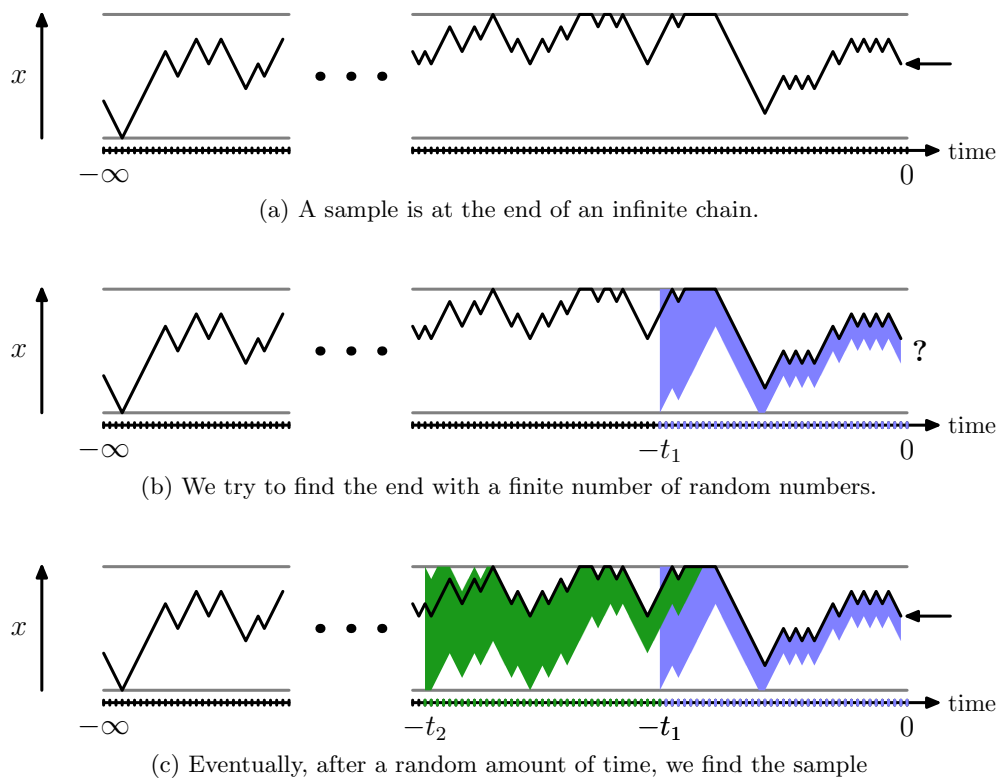 x
time
−∞
0
(a) A sample is at the end of an infinite chain.
x
?
time
−∞
−t₁
0
(b) We try to find the end with a finite number of random numbers.
x
time
−∞
−t₂
−t₁
0
(c) Eventually, after a random amount of time, we find the sample